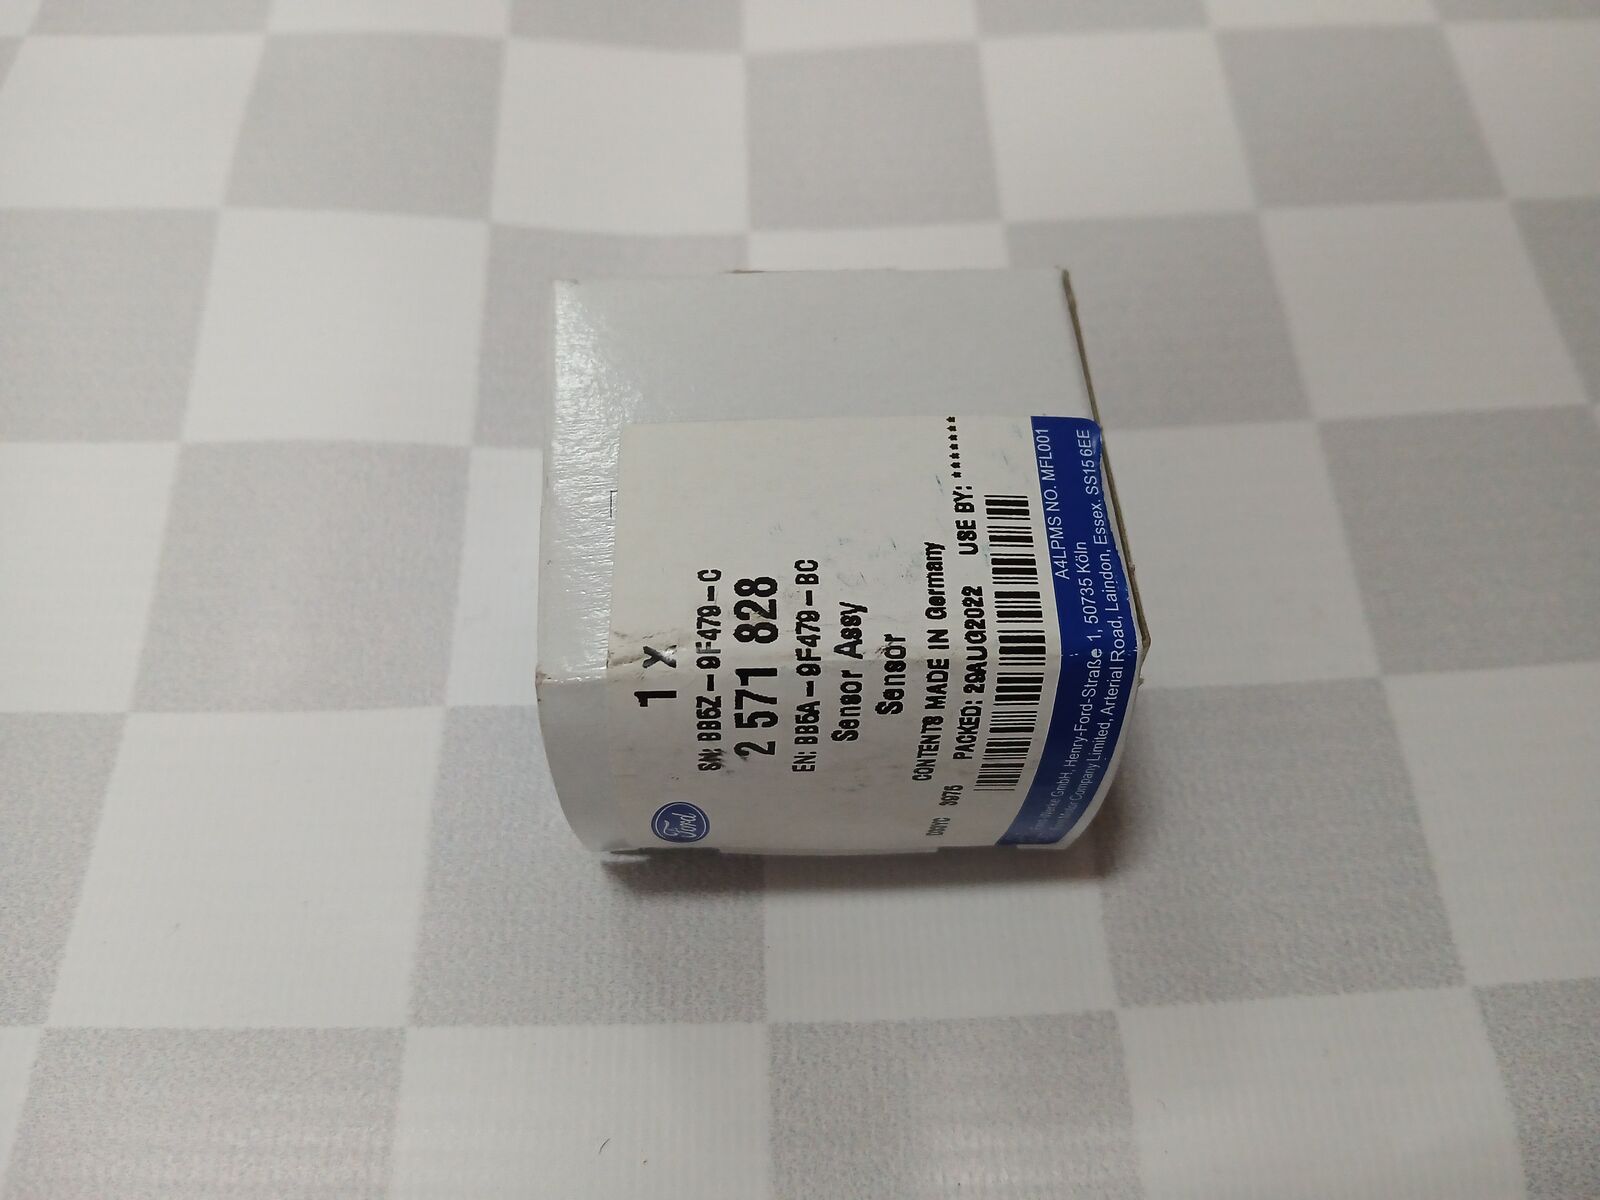 Ford
1 x
SN: BB5Z-9F479-C
2 571 828
EN: BB5A-9F479-BC
Sensor Assy
Sensor
CONTENTS MADE IN Germany
PACKED: 29AUG2022 USE BY: *******
A4LPMS NO. MFL001
GmbH, Henry-Ford-Straße 1, 50735 Köln
Motor Company Limited, Arterial Road, Laindon, Essex. SS15 6EE